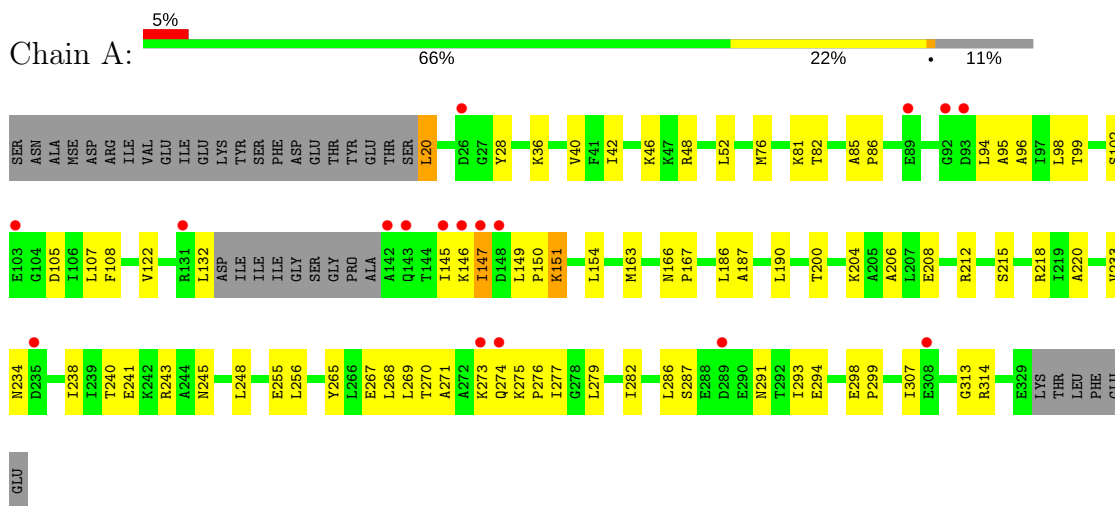 5%
Chain A:
66% 22% • 11%
SER ASN ALA MSE ASP ARG ILE VAL GLU ILE GLU LYS TYR SER PHE ASP GLU THR TYR GLU THR SER L20 D26 G27 Y28 K36 V40 F41 I42 K46 K47 R48 L52 M76 K81 T82 A85 P86 E89 G92 D93 L94 A95 A96 I97 L98 T99 S102
E103 G104 D105 I106 L107 F108 V122 R131 L132 ASP ILE ILE ILE GLY SER GLY PRO ALA A142 Q143 T144 I145 K146 I147 D148 L149 P150 K151 L154 M163 N166 P167 L186 A187 L190 T200 K204 A205 A206 L207 E208 R212 S215 R218 I219 A220 V233
N234 D235 I238 I239 T240 E241 K242 R243 A244 N245 L248 E255 L256 Y265 L266 E267 L268 L269 T270 A271 A272 K273 Q274 K275 P276 I277 G278 L279 I282 L286 S287 E288 D289 E290 N291 T292 I293 E294 E298 P299 I307 E308 G313 R314 E329 LYS THR LEU PHE GLU
GLU